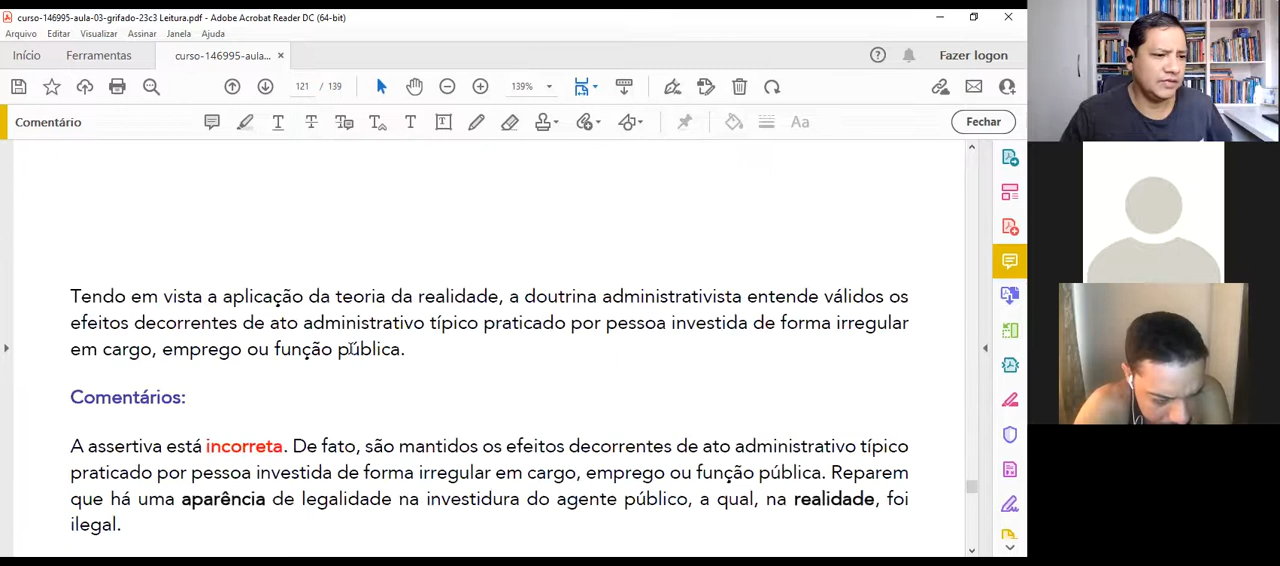 curso-146995-aula-03-grifado-23c3 Leitura.pdf - Adobe Acrobat Reader DC (64-bit)
Arquivo Editar Visualizar Assinar Janela Ajuda
Início Ferramentas curso-146995-aula... × Fazer logon
121 / 139 139%
Comentário Aa Fechar
Tendo em vista a aplicação da teoria da realidade, a doutrina administrativista entende válidos os
efeitos decorrentes de ato administrativo típico praticado por pessoa investida de forma irregular
em cargo, emprego ou função pública.
Comentários:
A assertiva está incorreta. De fato, são mantidos os efeitos decorrentes de ato administrativo típico
praticado por pessoa investida de forma irregular em cargo, emprego ou função pública. Reparem
que há uma aparência de legalidade na investidura do agente público, a qual, na realidade, foi
ilegal.